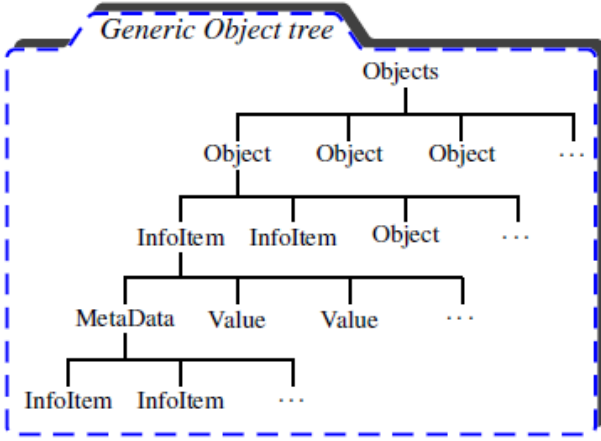 Generic Object tree
Objects
Object Object Object ...
InfoItem InfoItem Object ...
MetaData Value Value ...
InfoItem InfoItem ...